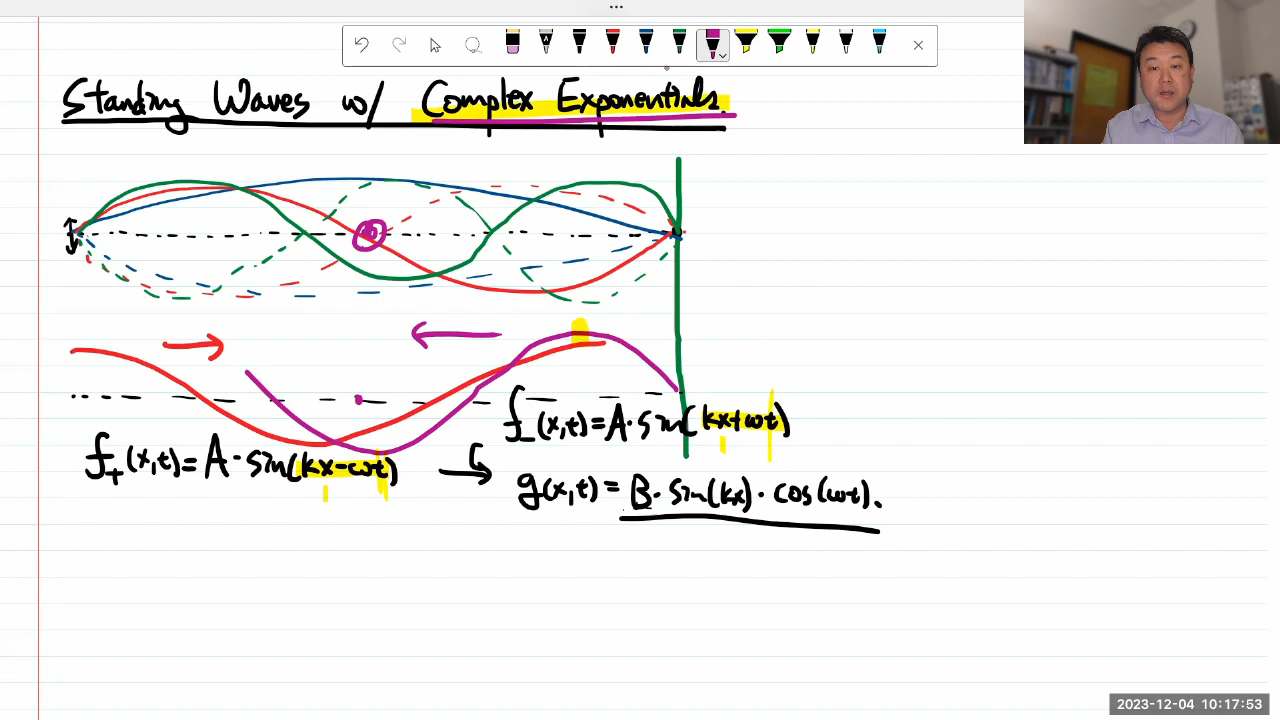 Standing Waves w/ Complex Exponentials.
f₋(x,t)=A·sin(kx+ωt)
f₊(x,t)=A·sin(kx-ωt)
g(x,t)=B·sin(kx)·cos(ωt).
2023-12-04 10:17:53